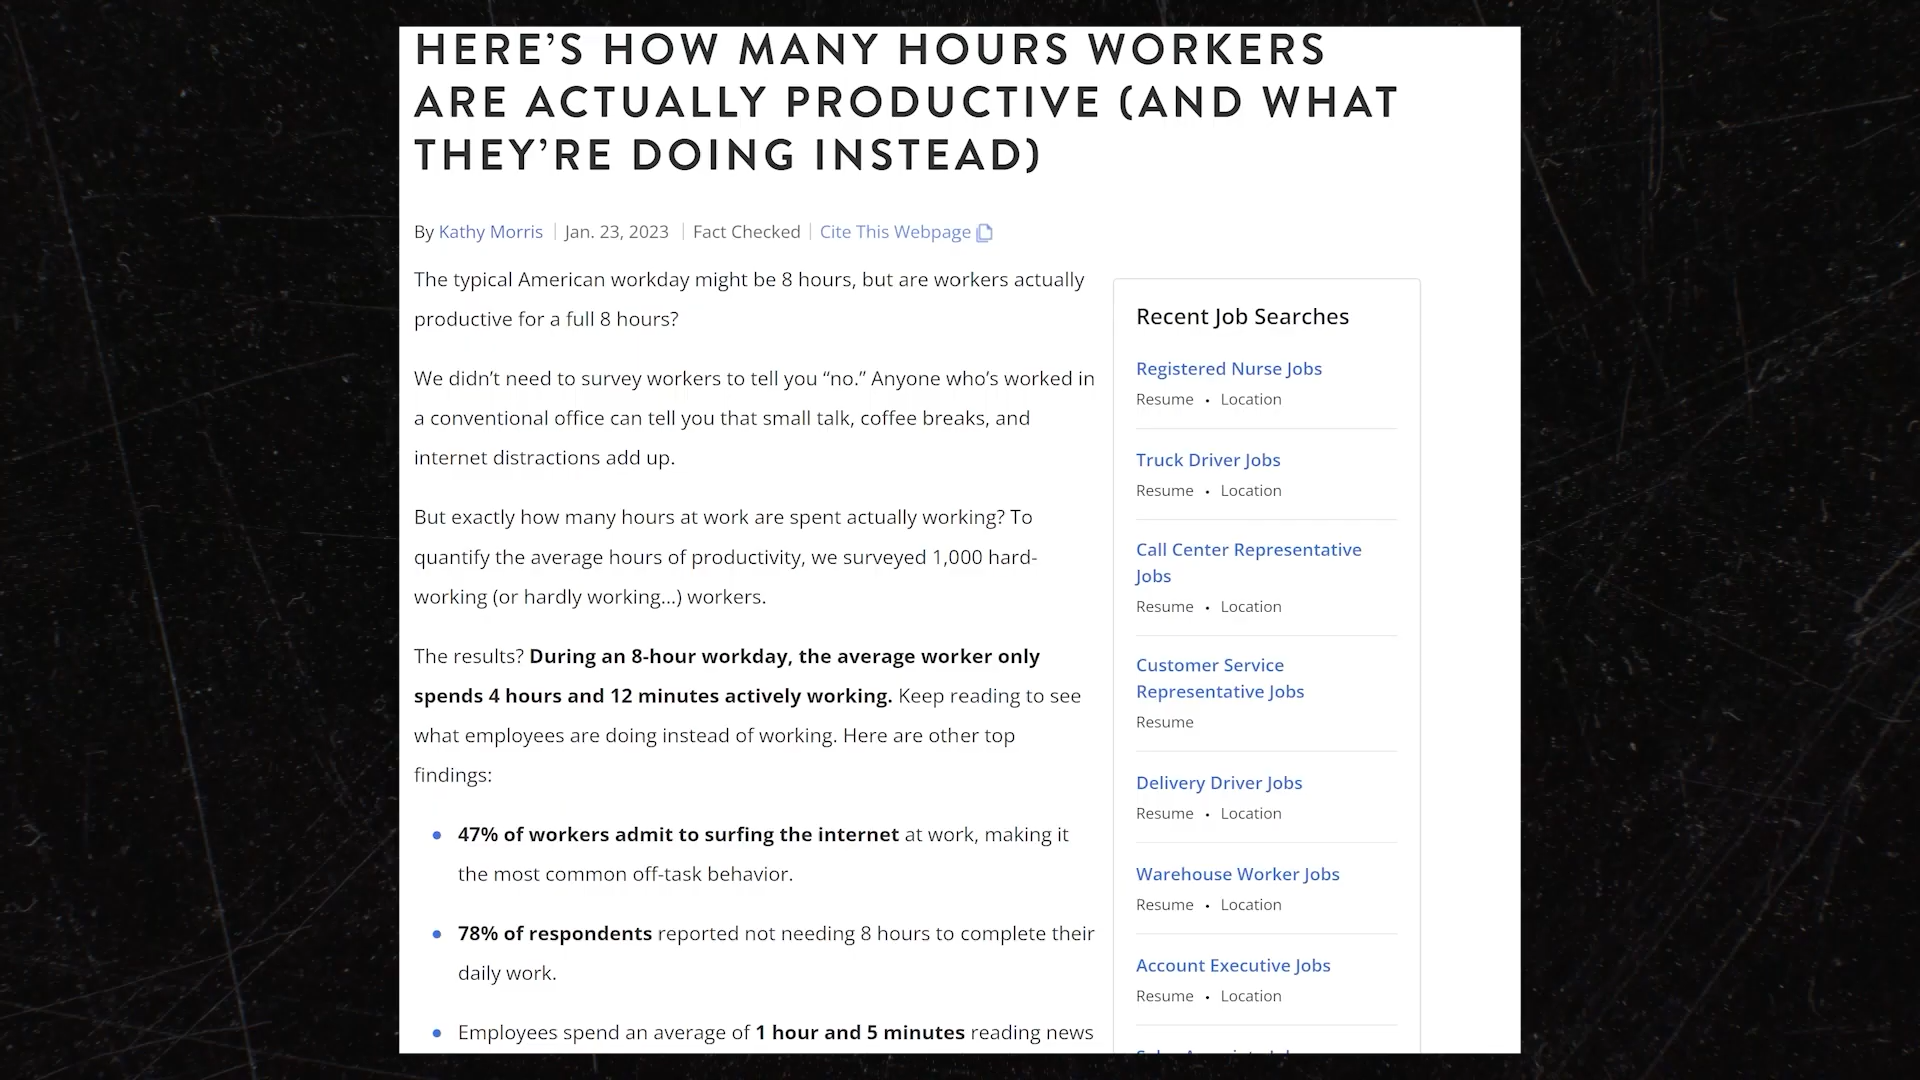 HERE’S HOW MANY HOURS WORKERS
ARE ACTUALLY PRODUCTIVE (AND WHAT
THEY’RE DOING INSTEAD)
By Kathy Morris | Jan. 23, 2023 | Fact Checked | Cite This Webpage
The typical American workday might be 8 hours, but are workers actually
productive for a full 8 hours?
We didn’t need to survey workers to tell you “no.” Anyone who’s worked in
a conventional office can tell you that small talk, coffee breaks, and
internet distractions add up.
But exactly how many hours at work are spent actually working? To
quantify the average hours of productivity, we surveyed 1,000 hard-
working (or hardly working...) workers.
The results? During an 8-hour workday, the average worker only
spends 4 hours and 12 minutes actively working. Keep reading to see
what employees are doing instead of working. Here are other top
findings:
• 47% of workers admit to surfing the internet at work, making it
the most common off-task behavior.
• 78% of respondents reported not needing 8 hours to complete their
daily work.
• Employees spend an average of 1 hour and 5 minutes reading news
Recent Job Searches
Registered Nurse Jobs
Resume • Location
Truck Driver Jobs
Resume • Location
Call Center Representative
Jobs
Resume • Location
Customer Service
Representative Jobs
Resume
Delivery Driver Jobs
Resume • Location
Warehouse Worker Jobs
Resume • Location
Account Executive Jobs
Resume • Location